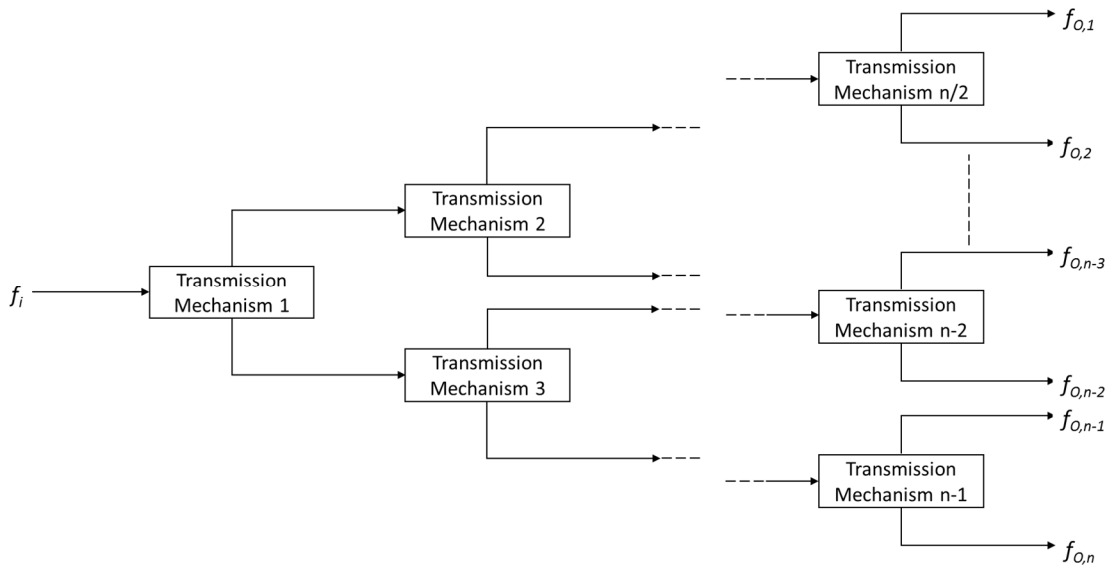 f_{O,1}
Transmission
Mechanism n/2
f_{O,2}
Transmission
Mechanism 2
f_{O,n-3}
Transmission
Mechanism 1
f_i
Transmission
Mechanism n-2
Transmission
Mechanism 3
f_{O,n-2}
f_{O,n-1}
Transmission
Mechanism n-1
f_{O,n}